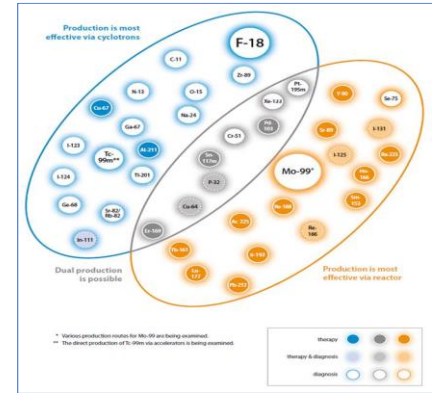 Production is most
effective via cyclotrons
F-18
C-11
Zr-89
Pt-
195m
N-13
O-15
Xe-133
Y-90
Se-75
Cu-67
Na-24
Pd-
103
Ga-67
Cr-51
Sr-89
I-131
I-123
Tc-
99m**
At-211
Sn-
117m
I-125
Ra-223
Mo-99*
Ho-
166
I-124
Tl-201
P-32
Sm-
153
Ge-68
Sr-82/
Rb-82
Cu-64
Re-188
Ac-225
Re-
186
In-111
Er-169
Ir-192
Lu-
177
Dual production
is possible
Production is most
effective via reactor
* Various production routes for Mo-99 are being examined.
** The direct production of Tc-99m via accelerators is being examined.
therapy
therapy & diagnosis
diagnosis